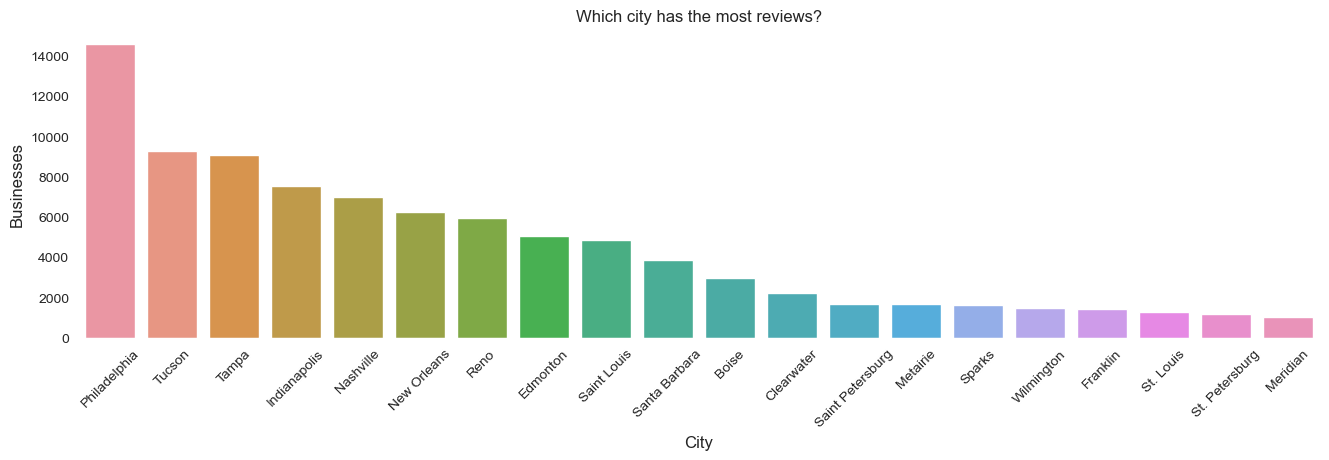 Which city has the most reviews?
Businesses
14000
12000
10000
8000
6000
4000
2000
0
Philadelphia
Tucson
Tampa
Indianapolis
Nashville
New Orleans
Reno
Edmonton
Saint Louis
Santa Barbara
Boise
Clearwater
Saint Petersburg
Metairie
Sparks
Wilmington
Franklin
St. Louis
St. Petersburg
Meridian
City